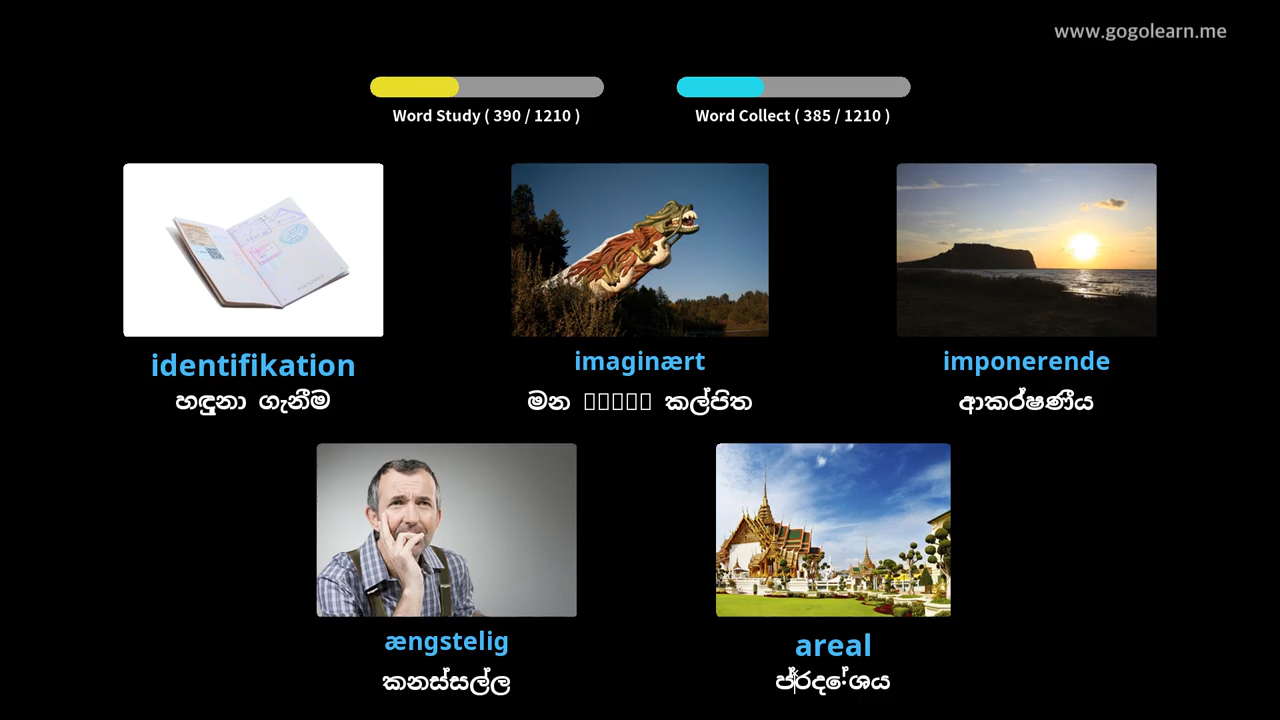 www.gogolearn.me
Word Study ( 390 / 1210 )
Word Collect ( 385 / 1210 )
identifikation
හඳුනා ගැනීම
imaginært
මන කල්පිත
imponerende
ආකර්ෂණීය
ængstelig
කනස්සල්ල
areal
ප්‍රදේශය